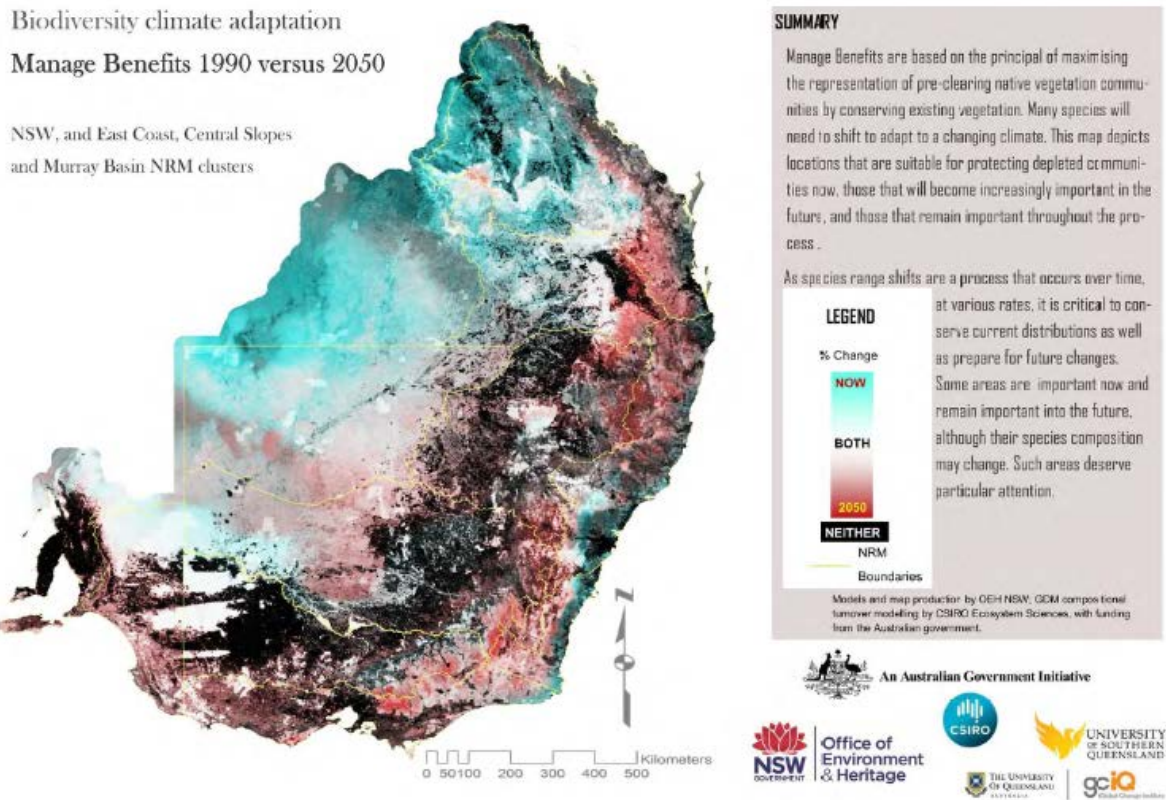 Biodiversity climate adaptation
Manage Benefits 1990 versus 2050
NSW, and East Coast, Central Slopes
and Murray Basin NRM clusters
SUMMARY
Manage Benefits are based on the principal of maximising
the representation of pre-clearing native vegetation commu-
nities by conserving existing vegetation. Many species will
need to shift to adapt to a changing climate. This map depicts
locations that are suitable for protecting depleted communi-
ties now, those that will become increasingly important in the
future, and those that remain important throughout the pro-
cess .
As species range shifts are a process that occurs over time,
at various rates, it is critical to con-
serve current distributions as well
as prepare for future changes.
Some areas are important now and
remain important into the future,
although their species composition
may change. Such areas deserve
particular attention.
LEGEND
% Change
NOW
BOTH
2050
NEITHER
NRM
Boundaries
Models and map production by OEH NSW, GDM compositional
turnover modelling by CSIRO Ecosystem Sciences, with funding
from the Australian government.
Z
0 50 100 200 300 400 500 Kilometers
An Australian Government Initiative
NSW
GOVERNMENT
Office of
Environment
& Heritage
CSIRO
UNIVERSITY
OF SOUTHERN
QUEENSLAND
THE UNIVERSITY
OF QUEENSLAND
AUSTRALIA
gciQ
Global Change Institute